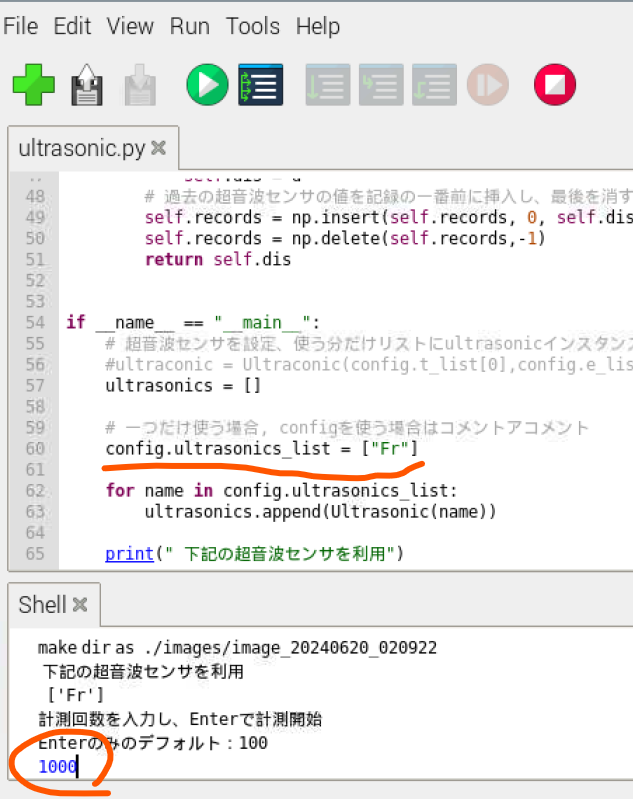 File Edit View Run Tools Help
ultrasonic.py
48 # 過去の超音波センサの値を記録の一番前に挿入し、最後を消す
49 self.records = np.insert(self.records, 0, self.dis
50 self.records = np.delete(self.records,-1)
51 return self.dis
52
53
54 if __name__ == "__main__":
55 # 超音波センサを設定、使う分だけリストにultrasonicインスタンス
56 #ultraconic = Ultraconic(config.t_list[0],config.e_lis
57 ultrasonics = []
58
59 # 一つだけ使う場合, configを使う場合はコメントアコメント
60 config.ultrasonics_list = ["Fr"]
61
62 for name in config.ultrasonics_list:
63 ultrasonics.append(Ultrasonic(name))
64
65 print(" 下記の超音波センサを利用")
Shell
make dir as ./images/image_20240620_020922
下記の超音波センサを利用
['Fr']
計測回数を入力し、Enterで計測開始
Enterのみのデフォルト：100
1000